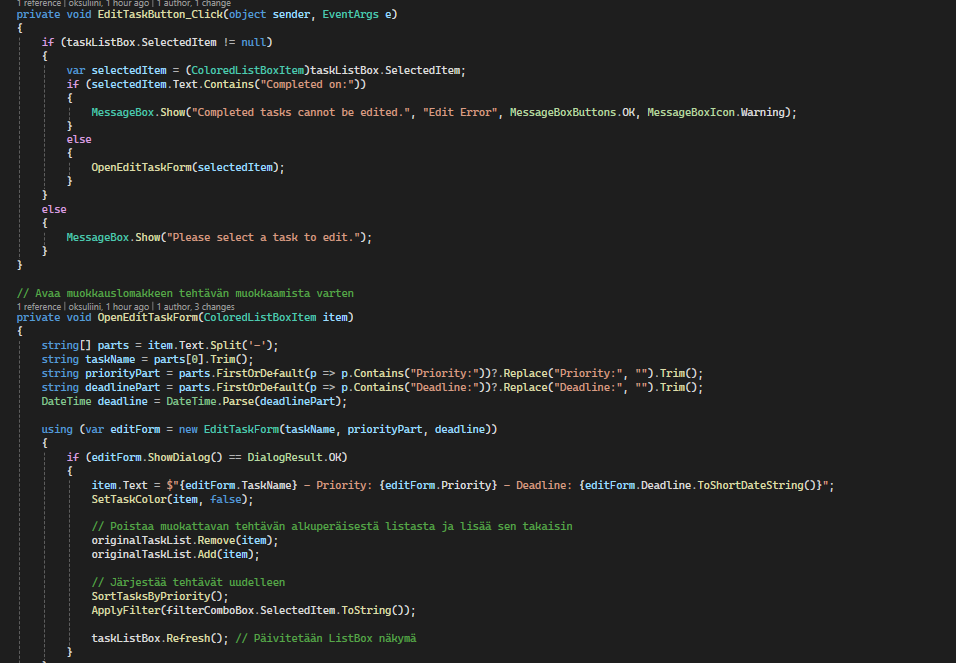 1 reference | oksuliini, 1 hour ago | 1 author, 1 change
private void EditTaskButton_Click(object sender, EventArgs e)
{
if (taskListBox.SelectedItem != null)
{
var selectedItem = (ColoredListBoxItem)taskListBox.SelectedItem;
if (selectedItem.Text.Contains("Completed on:"))
{
MessageBox.Show("Completed tasks cannot be edited.", "Edit Error", MessageBoxButtons.OK, MessageBoxIcon.Warning);
}
else
{
OpenEditTaskForm(selectedItem);
}
}
else
{
MessageBox.Show("Please select a task to edit.");
}
}
// Avaa muokkauslomakkeen tehtävän muokkaamista varten
1 reference | oksuliini, 1 hour ago | 1 author, 3 changes
private void OpenEditTaskForm(ColoredListBoxItem item)
{
string[] parts = item.Text.Split('-');
string taskName = parts[0].Trim();
string priorityPart = parts.FirstOrDefault(p => p.Contains("Priority:"))?.Replace("Priority:", "").Trim();
string deadlinePart = parts.FirstOrDefault(p => p.Contains("Deadline:"))?.Replace("Deadline:", "").Trim();
DateTime deadline = DateTime.Parse(deadlinePart);
using (var editForm = new EditTaskForm(taskName, priorityPart, deadline))
{
if (editForm.ShowDialog() == DialogResult.OK)
{
item.Text = $"{editForm.TaskName} - Priority: {editForm.Priority} - Deadline: {editForm.Deadline.ToShortDateString()}";
SetTaskColor(item, false);
// Poistaa muokattavan tehtävän alkuperäisestä listasta ja lisää sen takaisin
originalTaskList.Remove(item);
originalTaskList.Add(item);
// Järjestää tehtävät uudelleen
SortTasksByPriority();
ApplyFilter(filterComboBox.SelectedItem.ToString());
taskListBox.Refresh(); // Päivitetään ListBox näkymä
}